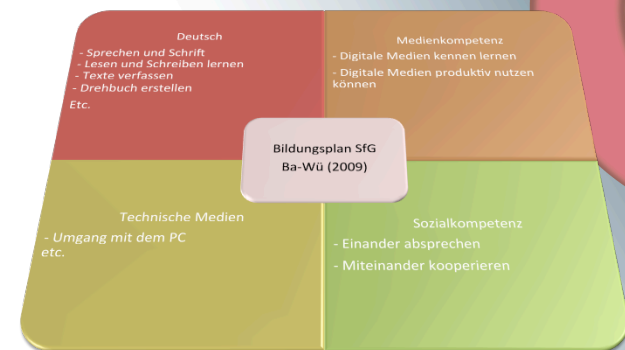 Deutsch
- Sprechen und Schrift
- Lesen und Schreiben lernen
- Texte verfassen
- Drehbuch erstellen
Etc.
Medienkompetenz
- Digitale Medien kennen lernen
- Digitale Medien produktiv nutzen
können
Bildungsplan SfG
Ba-Wü (2009)
Technische Medien
- Umgang mit dem PC
etc.
Sozialkompetenz
- Einander absprechen
- Miteinander kooperieren